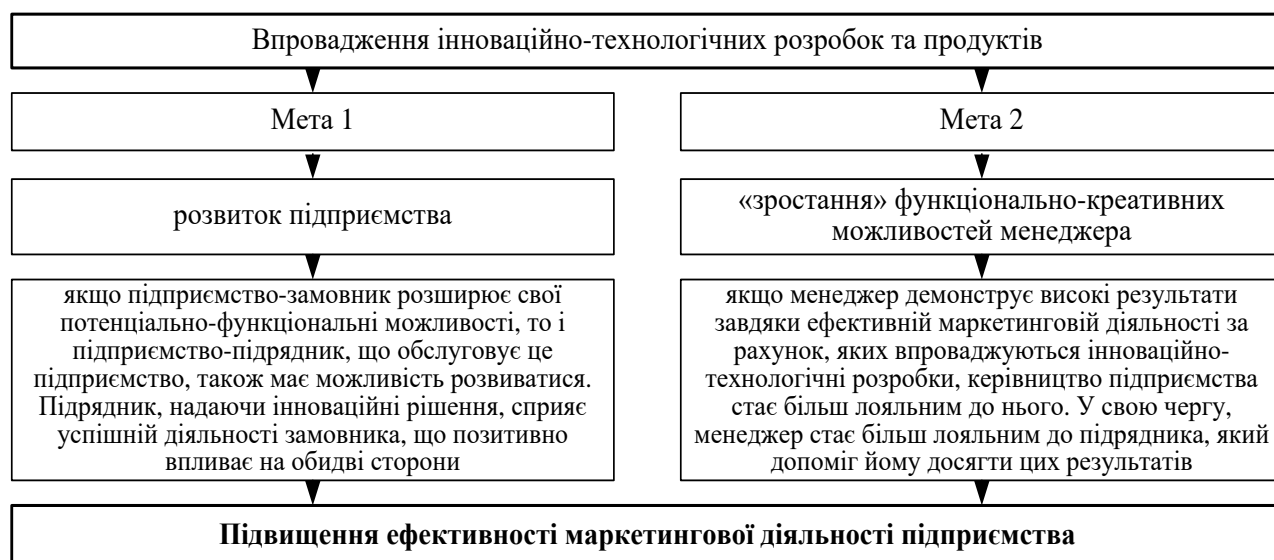 Впровадження інноваційно-технологічних розробок та продуктів
Мета 1
розвиток підприємства
якщо підприємство-замовник розширює свої
потенціально-функціональні можливості, то і
підприємство-підрядник, що обслуговує це
підприємство, також має можливість розвиватися.
Підрядник, надаючи інноваційні рішення, сприяє
успішній діяльності замовника, що позитивно
впливає на обидві сторони
Мета 2
«зростання» функціонально-креативних
можливостей менеджера
якщо менеджер демонструє високі результати
завдяки ефективній маркетинговій діяльності за
рахунок, яких впроваджуються інноваційно-
технологічні розробки, керівництво підприємства
стає більш лояльним до нього. У свою чергу,
менеджер стає більш лояльним до підрядника, який
допоміг йому досягти цих результатів
Підвищення ефективності маркетингової діяльності підприємства